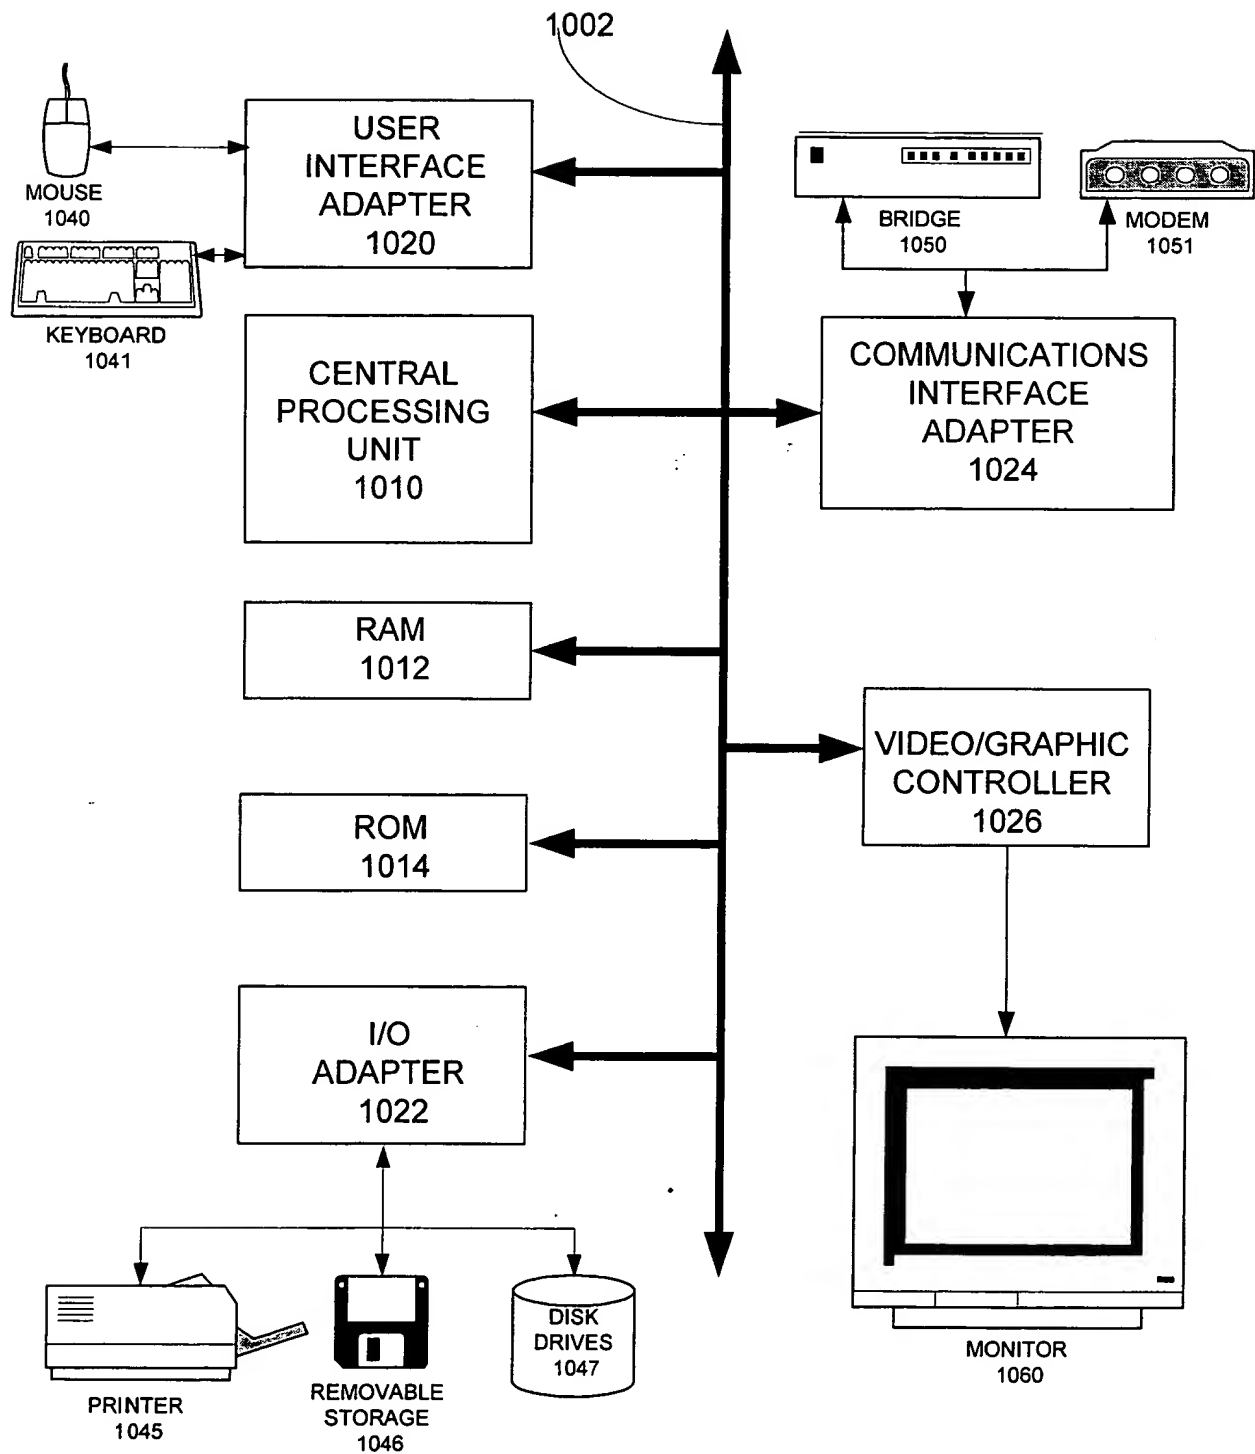 1002
USER
INTERFACE
ADAPTER
1020
MOUSE
1040
KEYBOARD
1041
BRIDGE
1050
MODEM
1051
CENTRAL
PROCESSING
UNIT
1010
COMMUNICATIONS
INTERFACE
ADAPTER
1024
RAM
1012
VIDEO/GRAPHIC
CONTROLLER
1026
ROM
1014
I/O
ADAPTER
1022
DISK
DRIVES
1047
MONITOR
1060
PRINTER
1045
REMOVABLE
STORAGE
1046